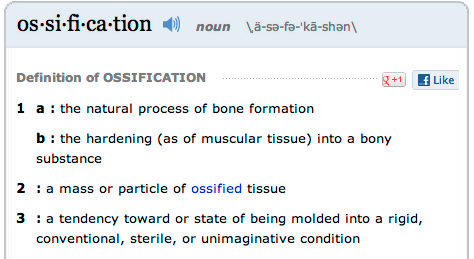 os·si·fi·ca·tion noun \ˌä-sə-fə-ˈkā-shən\
Definition of OSSIFICATION g+1 f Like
1 a : the natural process of bone formation
b : the hardening (as of muscular tissue) into a bony
substance
2 : a mass or particle of ossified tissue
3 : a tendency toward or state of being molded into a rigid,
conventional, sterile, or unimaginative condition